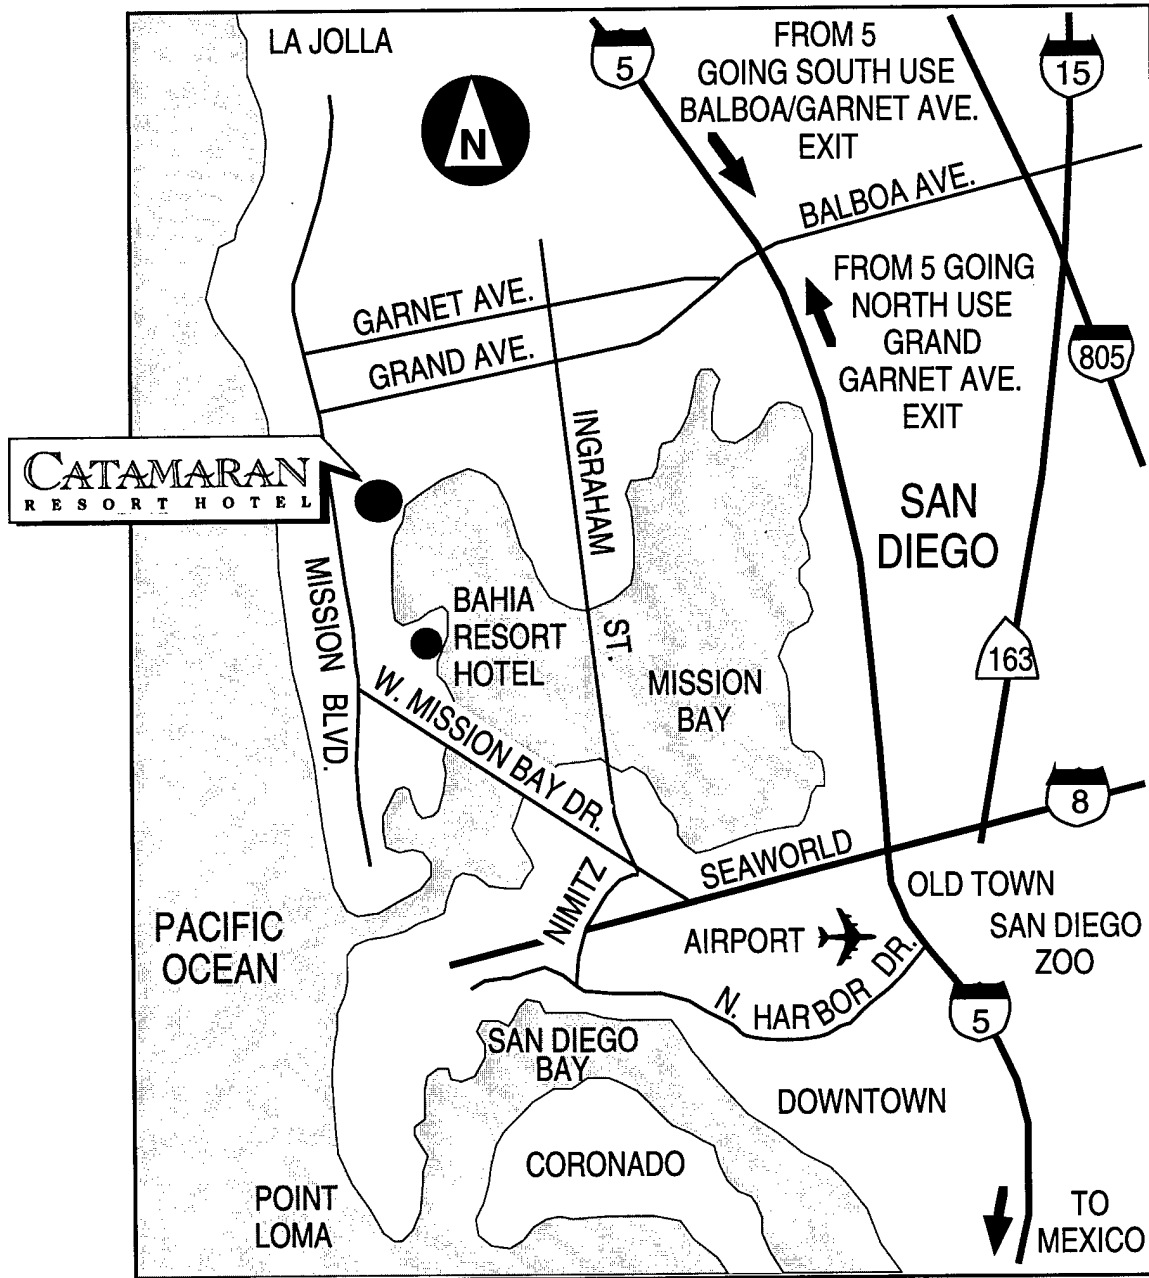 LA JOLLA
N
5
FROM 5
GOING SOUTH USE
BALBOA/GARNET AVE.
EXIT
15
BALBOA AVE.
FROM 5 GOING
NORTH USE
GRAND
GARNET AVE.
EXIT
GARNET AVE.
GRAND AVE.
805
INGRAHAM
ST.
CATAMARAN
RESORT HOTEL
SAN
DIEGO
MISSION BLVD.
BAHIA
RESORT
HOTEL
163
MISSION
BAY
W. MISSION BAY DR.
8
SEAWORLD
NIMITZ
OLD TOWN
PACIFIC
OCEAN
AIRPORT
SAN DIEGO
ZOO
N. HARBOR DR.
5
SAN DIEGO
BAY
DOWNTOWN
CORONADO
POINT
LOMA
TO
MEXICO